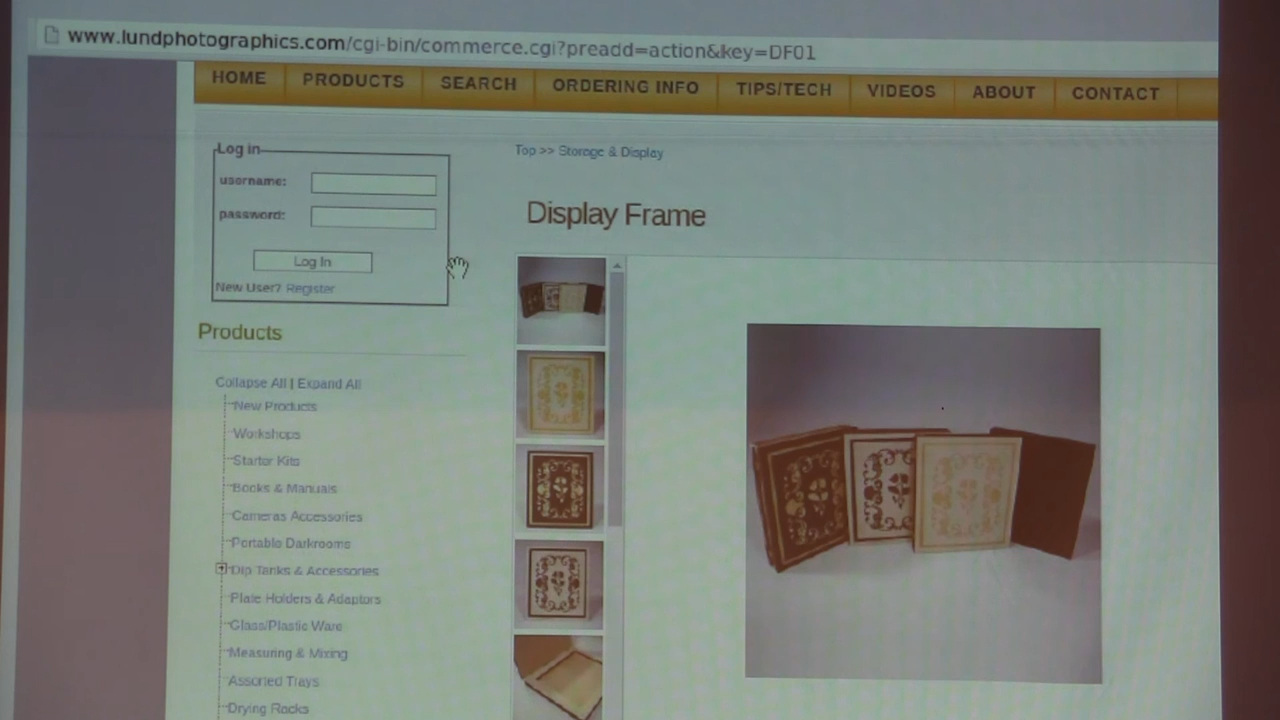 www.lundphotographics.com/cgi-bin/commerce.cgi?preadd=action&key=DF01
HOME PRODUCTS SEARCH ORDERING INFO TIPS/TECH VIDEOS ABOUT CONTACT
Log in
username:
password:
Log In
New User? Register
Top >> Storage & Display
Display Frame
Products
Collapse All | Expand All
New Products
Workshops
Starter Kits
Books & Manuals
Cameras Accessories
Portable Darkrooms
Dip Tanks & Accessories
Plate Holders & Adaptors
Glass/Plastic Ware
Measuring & Mixing
Assorted Trays
Drying Racks